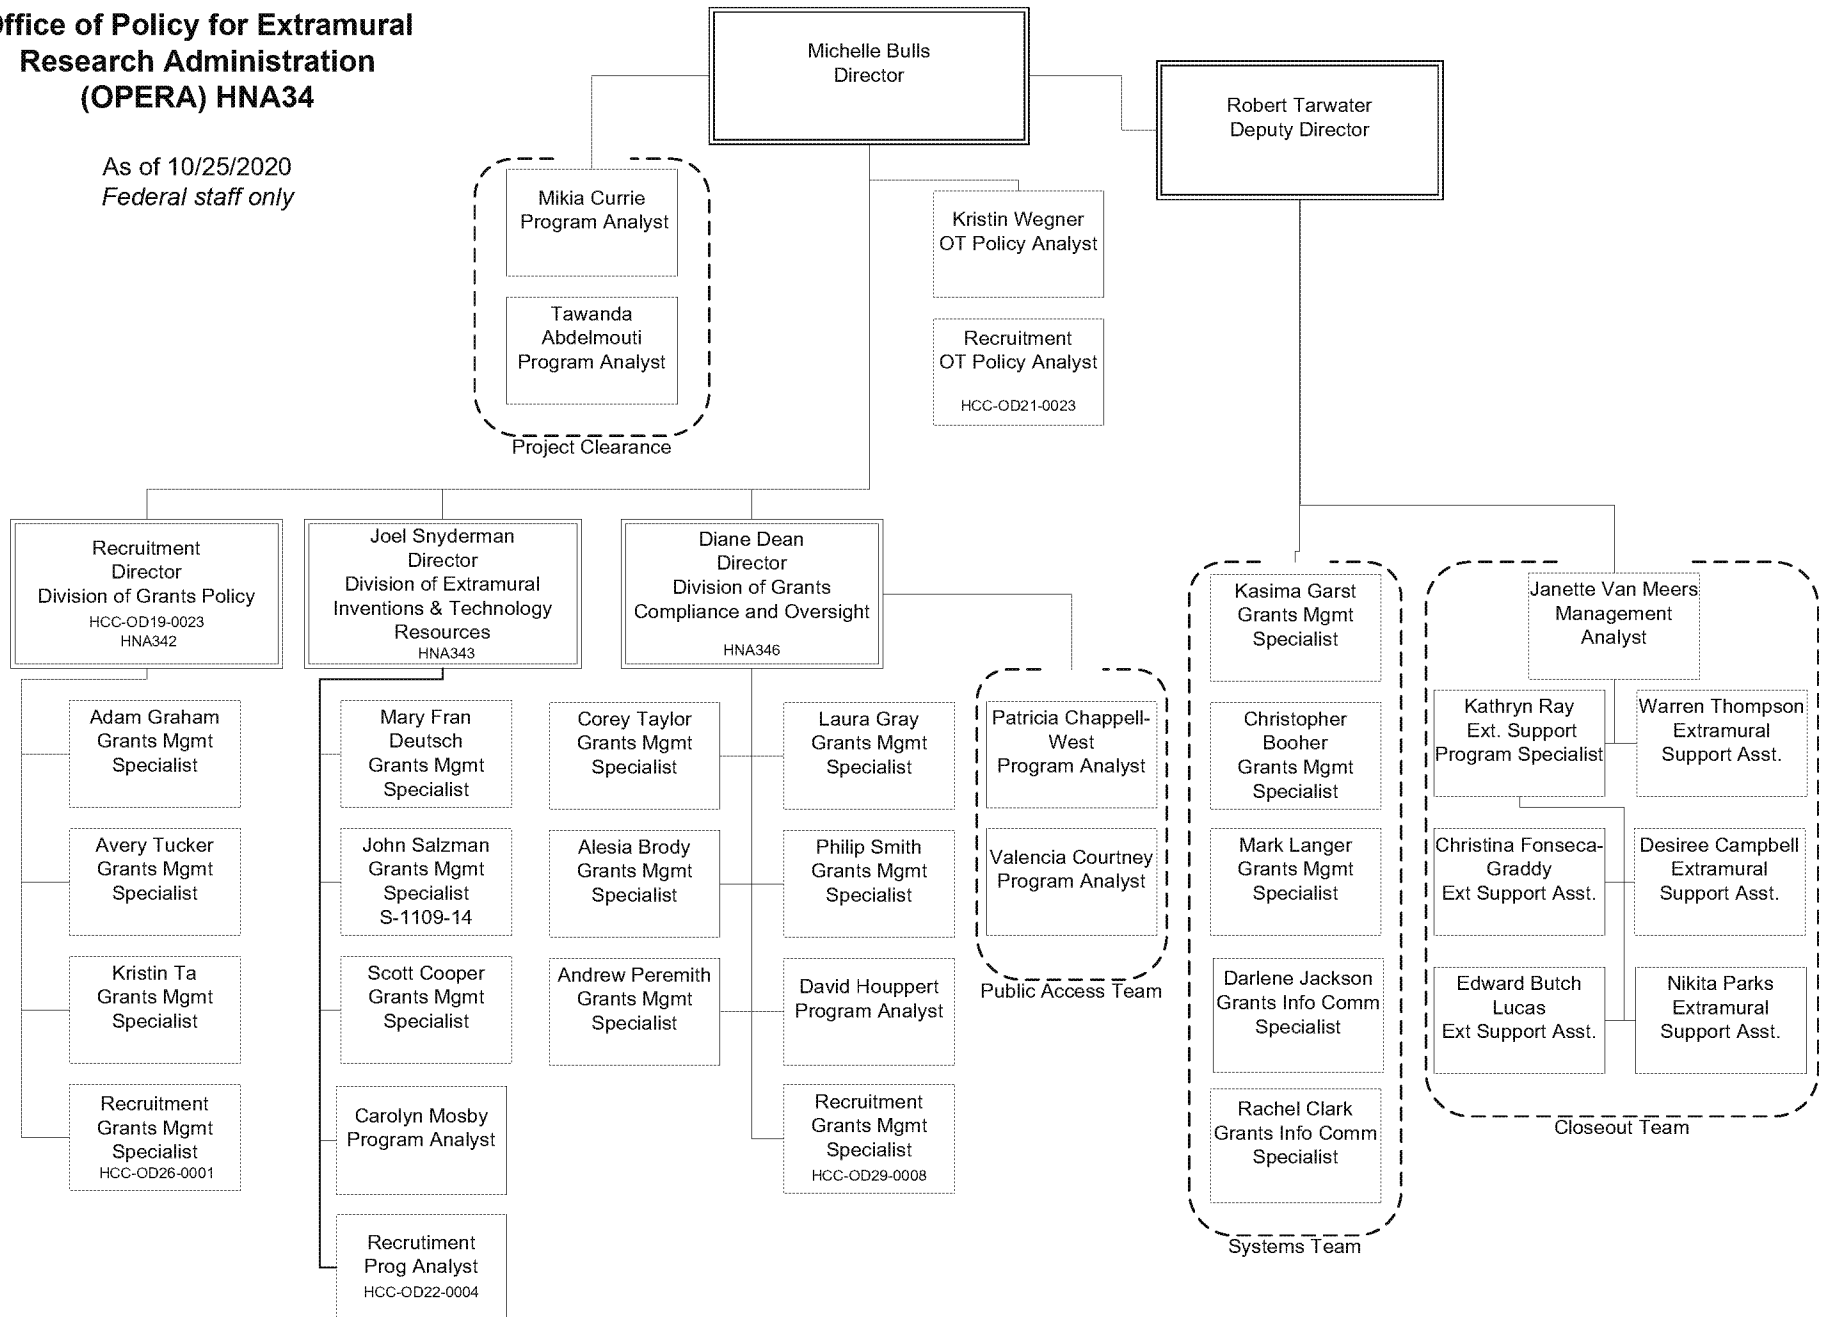 ffice of Policy for Extramural
Research Administration
(OPERA) HNA34
As of 10/25/2020
Federal staff only
Michelle Bulls
Director
Robert Tarwater
Deputy Director
Mikia Currie
Program Analyst
Tawanda
Abdelmouti
Program Analyst
Project Clearance
Kristin Wegner
OT Policy Analyst
Recruitment
OT Policy Analyst
HCC-OD21-0023
Recruitment
Director
Division of Grants Policy
HCC-OD19-0023
HNA342
Joel Snyderman
Director
Division of Extramural
Inventions & Technology
Resources
HNA343
Diane Dean
Director
Division of Grants
Compliance and Oversight
HNA346
Adam Graham
Grants Mgmt
Specialist
Avery Tucker
Grants Mgmt
Specialist
Kristin Ta
Grants Mgmt
Specialist
Recruitment
Grants Mgmt
Specialist
HCC-OD26-0001
Mary Fran
Deutsch
Grants Mgmt
Specialist
John Salzman
Grants Mgmt
Specialist
S-1109-14
Scott Cooper
Grants Mgmt
Specialist
Carolyn Mosby
Program Analyst
Recrutiment
Prog Analyst
HCC-OD22-0004
Corey Taylor
Grants Mgmt
Specialist
Alesia Brody
Grants Mgmt
Specialist
Andrew Peremith
Grants Mgmt
Specialist
Laura Gray
Grants Mgmt
Specialist
Philip Smith
Grants Mgmt
Specialist
David Houppert
Program Analyst
Recruitment
Grants Mgmt
Specialist
HCC-OD29-0008
Patricia Chappell-
West
Program Analyst
Valencia Courtney
Program Analyst
Public Access Team
Kasima Garst
Grants Mgmt
Specialist
Christopher
Booher
Grants Mgmt
Specialist
Mark Langer
Grants Mgmt
Specialist
Darlene Jackson
Grants Info Comm
Specialist
Rachel Clark
Grants Info Comm
Specialist
Systems Team
Janette Van Meers
Management
Analyst
Kathryn Ray
Ext. Support
Program Specialist
Warren Thompson
Extramural
Support Asst.
Christina Fonseca-
Graddy
Ext Support Asst.
Desiree Campbell
Extramural
Support Asst.
Edward Butch
Lucas
Ext Support Asst.
Nikita Parks
Extramural
Support Asst.
Closeout Team